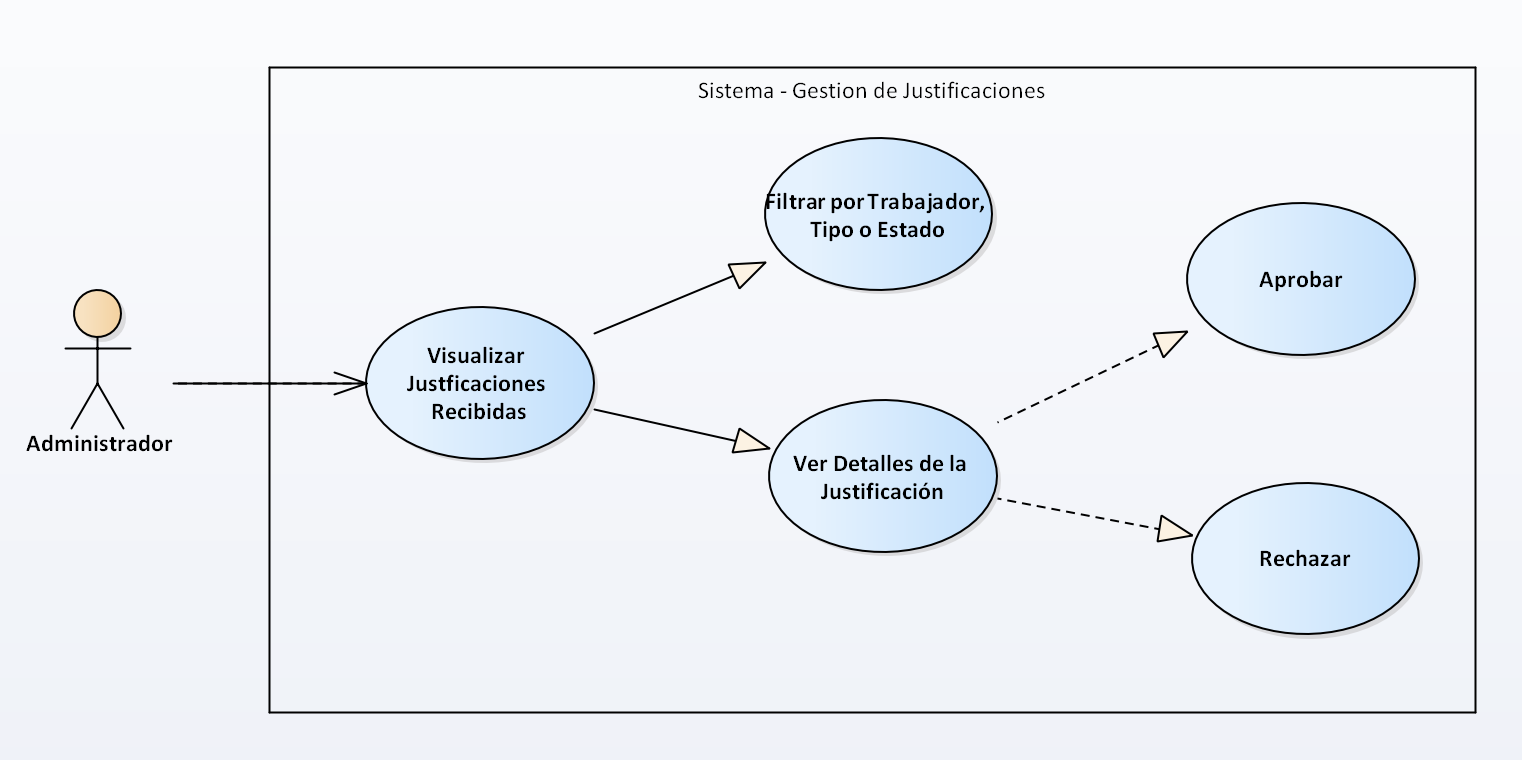 Sistema - Gestion de Justificaciones
Filtrar por Trabajador,
Tipo o Estado
Aprobar
Visualizar
Justficaciones
Recibidas
Administrador
Ver Detalles de la
Justificación
Rechazar